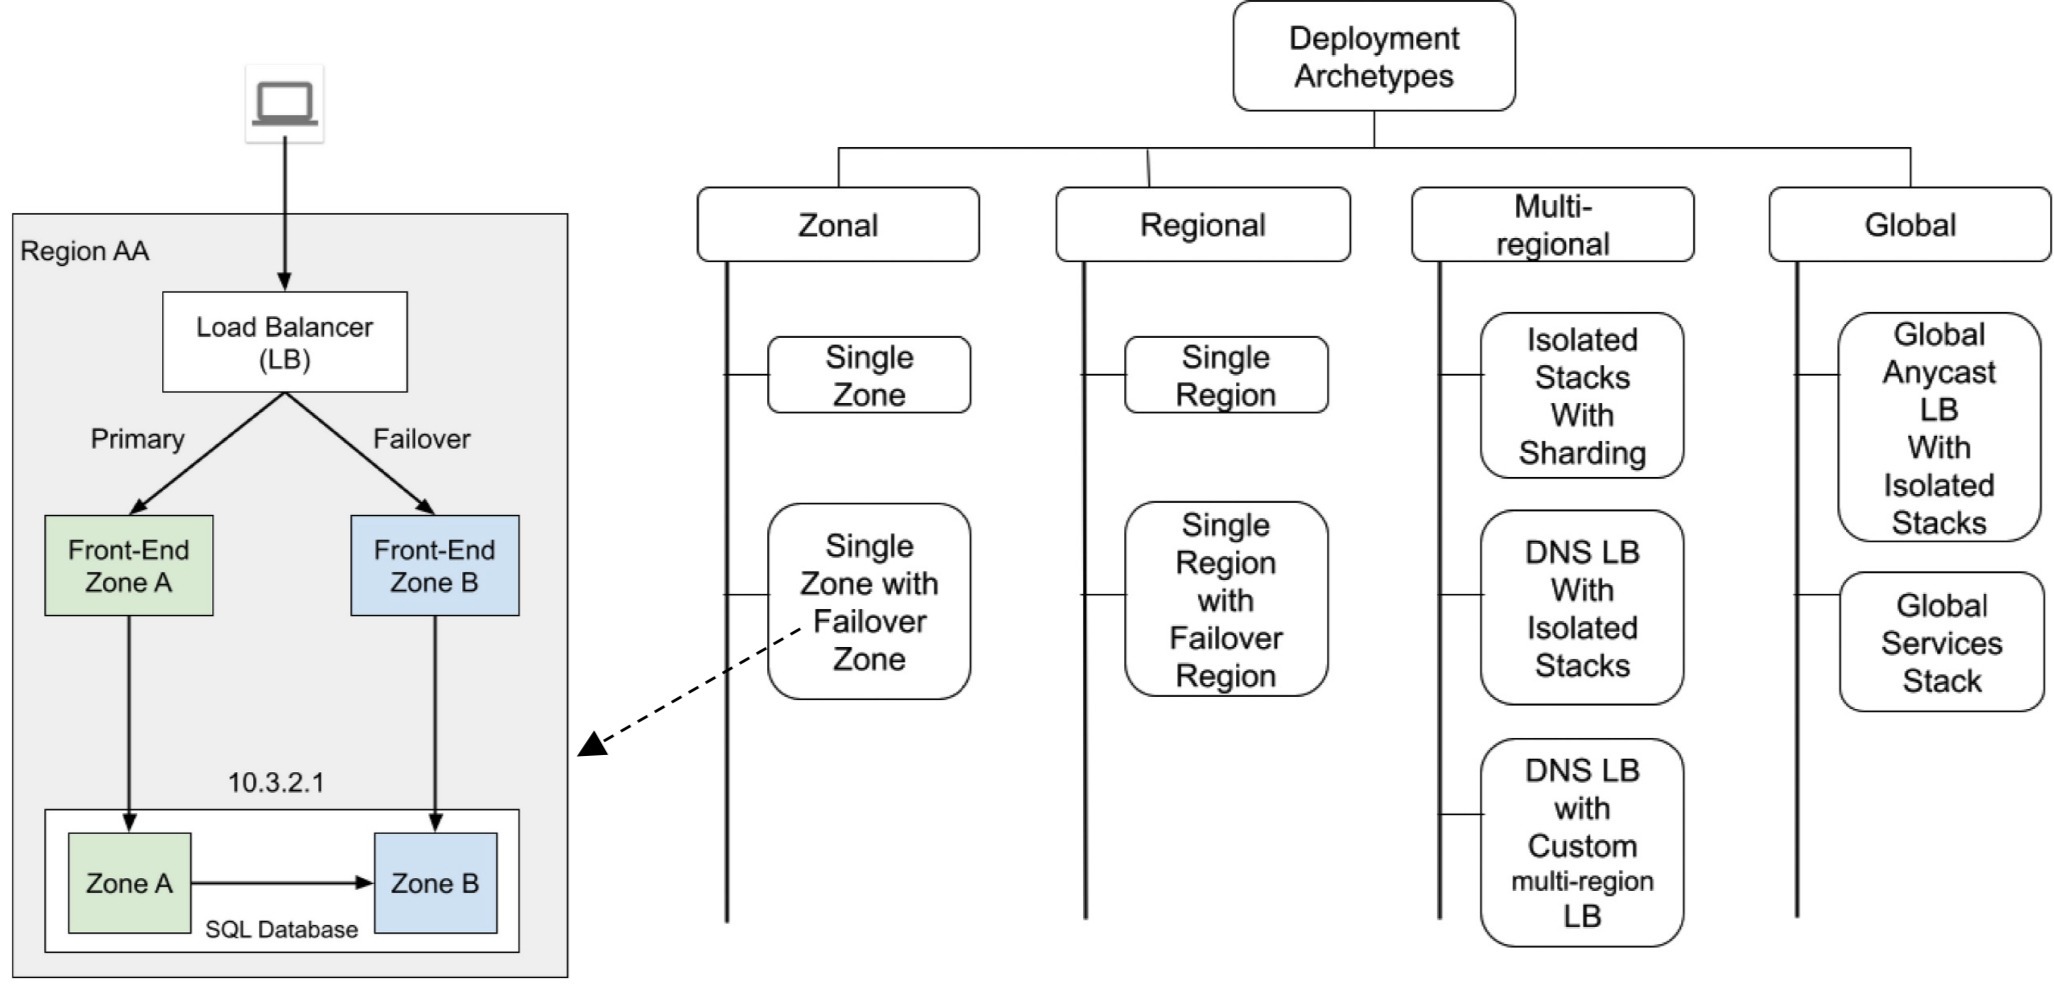 Region AA
Load Balancer
(LB)
Primary
Failover
Front-End
Zone A
Front-End
Zone B
10.3.2.1
Zone A
Zone B
SQL Database
Deployment
Archetypes
Zonal
Single
Zone
Single
Zone with
Failover
Zone
Regional
Single
Region
Single
Region
with
Failover
Region
Multi-
regional
Isolated
Stacks
With
Sharding
DNS LB
With
Isolated
Stacks
DNS LB
with
Custom
multi-region
LB
Global
Global
Anycast
LB
With
Isolated
Stacks
Global
Services
Stack